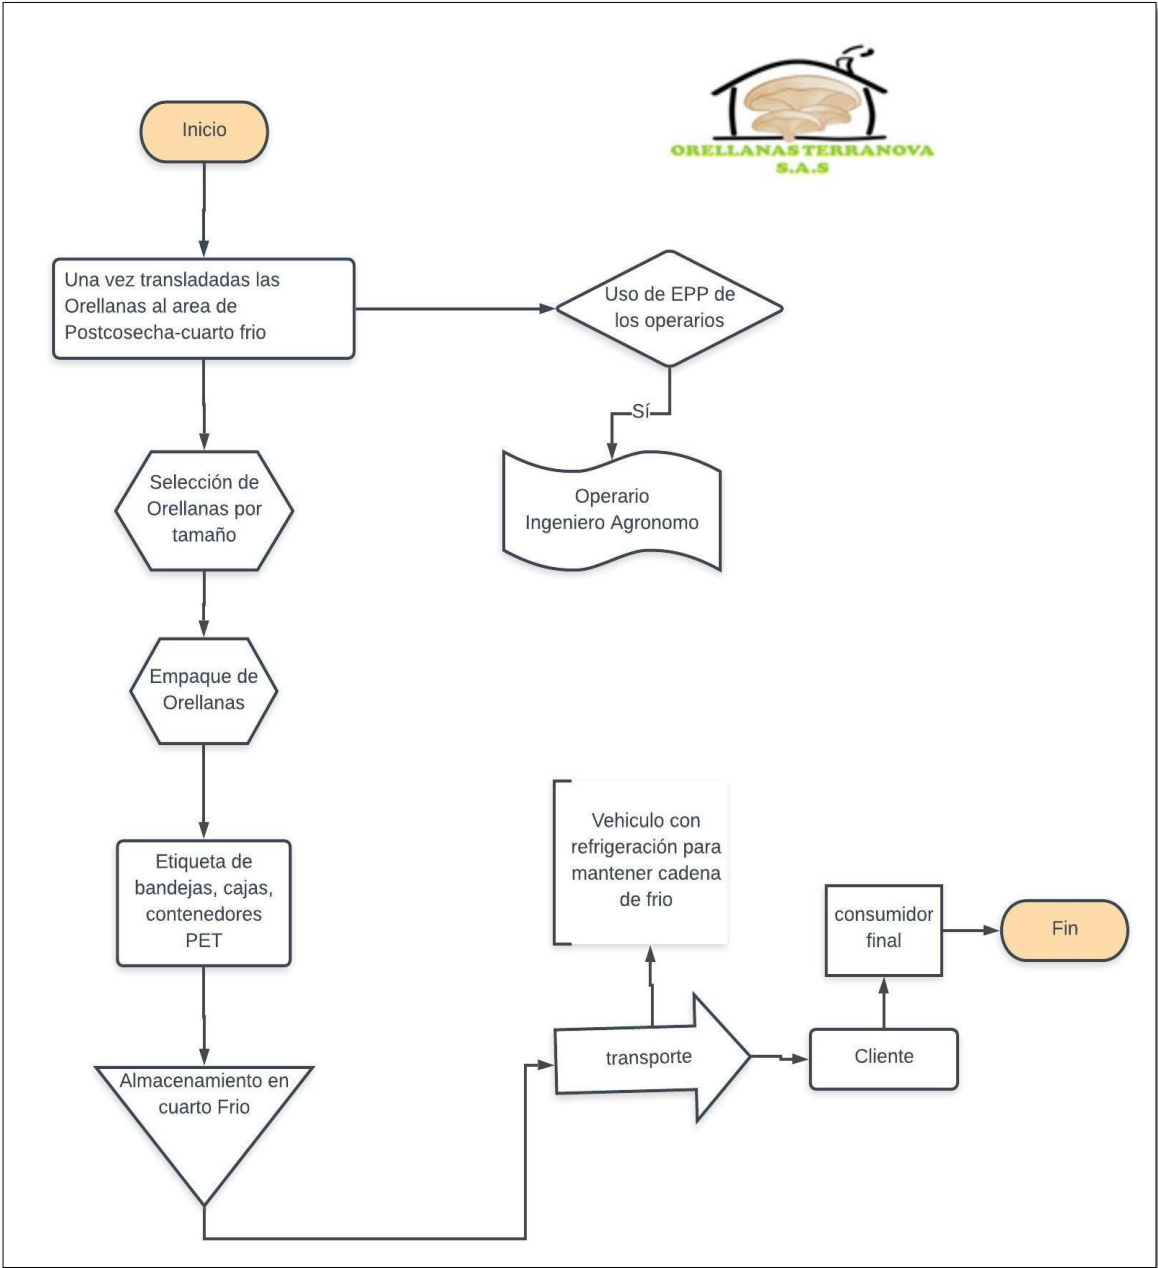 ORELLANAS TERRANOVA
S.A.S
Inicio
Una vez transladadas las
Orellanas al area de
Postcosecha-cuarto frio
Uso de EPP de
los operarios
Sí
Operario
Ingeniero Agronomo
Selección de
Orellanas por
tamaño
Empaque de
Orellanas
Etiqueta de
bandejas, cajas,
contenedores
PET
Almacenamiento en
cuarto Frio
transporte
Vehiculo con
refrigeración para
mantener cadena
de frio
Cliente
consumidor
final
Fin